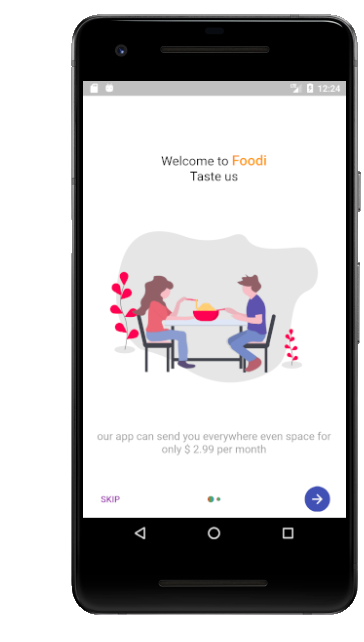 12:24
Welcome to Foodi
Taste us
our app can send you everywhere even space for
only $ 2.99 per month
SKIP